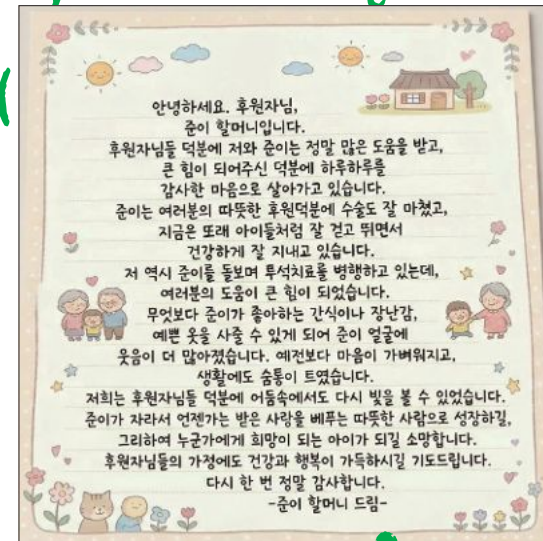 안녕하세요. 후원자님,
준이 할머니입니다.
후원자님들 덕분에 저와 준이는 정말 많은 도움을 받고,
큰 힘이 되어주신 덕분에 하루하루를
감사한 마음으로 살아가고 있습니다.
준이는 여러분의 따뜻한 후원덕분에 수술도 잘 마쳤고,
지금은 또래 아이들처럼 잘 걷고 뛰면서
건강하게 잘 지내고 있습니다.
저 역시 준이를 돌보며 투석치료를 병행하고 있는데,
여러분의 도움이 큰 힘이 되었습니다.
무엇보다 준이가 좋아하는 간식이나 장난감,
예쁜 옷을 사줄 수 있게 되어 준이 얼굴에
웃음이 더 많아졌습니다. 예전보다 마음이 가벼워지고,
생활에도 숨통이 트였습니다.
저희는 후원자님들 덕분에 어둠속에서도 다시 빛을 볼 수 있었습니다.
준이가 자라서 언젠가는 받은 사랑을 베푸는 따뜻한 사람으로 성장하길,
그리하여 누군가에게 희망이 되는 아이가 되길 소망합니다.
후원자님들의 가정에도 건강과 행복이 가득하시길 기도드립니다.
다시 한 번 정말 감사합니다.
-준이 할머니 드림-